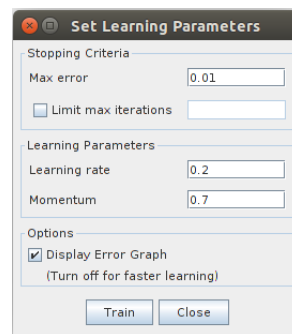 Set Learning Parameters
Stopping Criteria
Max error 0.01
Limit max iterations
Learning Parameters
Learning rate 0.2
Momentum 0.7
Options
Display Error Graph
(Turn off for faster learning)
Train Close